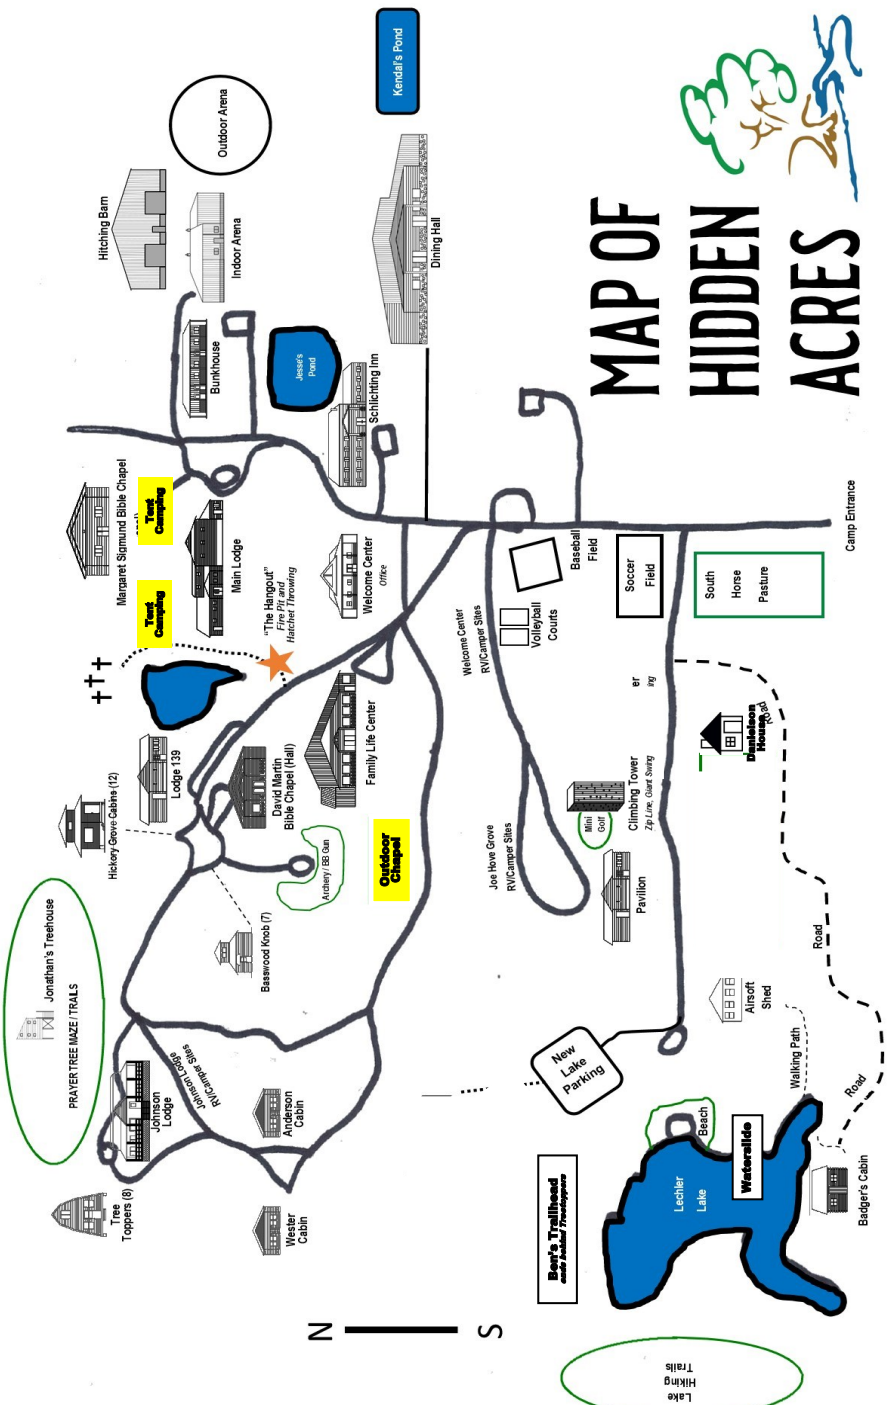 MAP OF
HIDDEN
ACRES
Kendal's Pond
Outdoor Arena
Hitching Barn
Indoor Arena
Dining Hall
Bunkhouse
Jesse's
Pond
Schlichting Inn
Margaret Sigmund Bible Chapel
Tent
Camping
Main Lodge
Tent
Camping
"The Hangout"
Fire Pit and
Hatchet Throwing
Welcome Center
Office
Camp Entrance
Baseball
Field
Soccer
Field
South
Horse
Pasture
Volleyball
Courts
Welcome Center
RV/Camper Sites
Family Life Center
Lodge 139
David Martin
Bible Chapel (Hall)
Hickory Grove Cabins (12)
Archery / BB Gun
Outdoor
Chapel
Basswood Knob (7)
Joe Hove Grove
RV/Camper Sites
Mini
Golf
Climbing Tower
Zip Line, Giant Swing
er
ing
Danielson
House
Road
Pavilion
Road
Airsoft
Shed
Walking Path
Road
New
Lake
Parking
Jonathan's Treehouse
PRAYER TREE MAZE / TRAILS
Johnson Lodge
RV/Camper Sites
Johnson
Lodge
Anderson
Cabin
Tree
Toppers (8)
Wester
Cabin
Beach
Lechler
Lake
Waterslide
Badger's Cabin
Ben's Trailhead
ends behind Treetoppers
N
S
Lake
Hiking
Trails